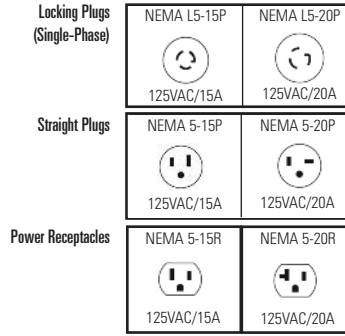 Locking Plugs
(Single-Phase)
NEMA L5-15P
NEMA L5-20P
125VAC/15A
125VAC/20A
Straight Plugs
NEMA 5-15P
NEMA 5-20P
125VAC/15A
125VAC/20A
Power Receptacles
NEMA 5-15R
NEMA 5-20R
125VAC/15A
125VAC/20A